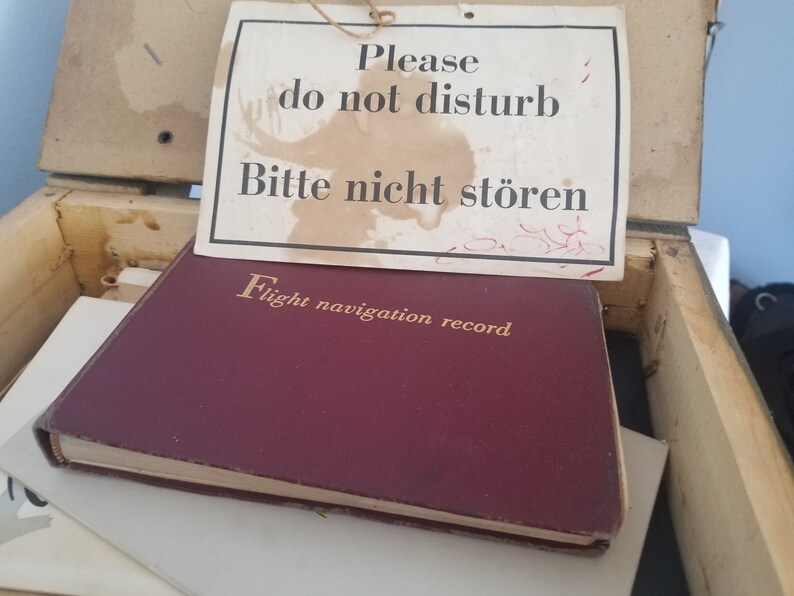 Please
do not disturb
Bitte nicht stören
Flight navigation record